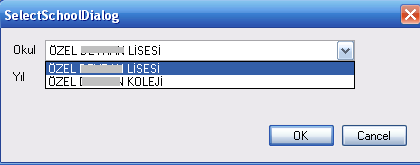 SelectSchoolDialog
Okul
ÖZEL LİSESİ
ÖZEL LİSESİ
Yıl
ÖZEL KOLEJİ
OK Cancel